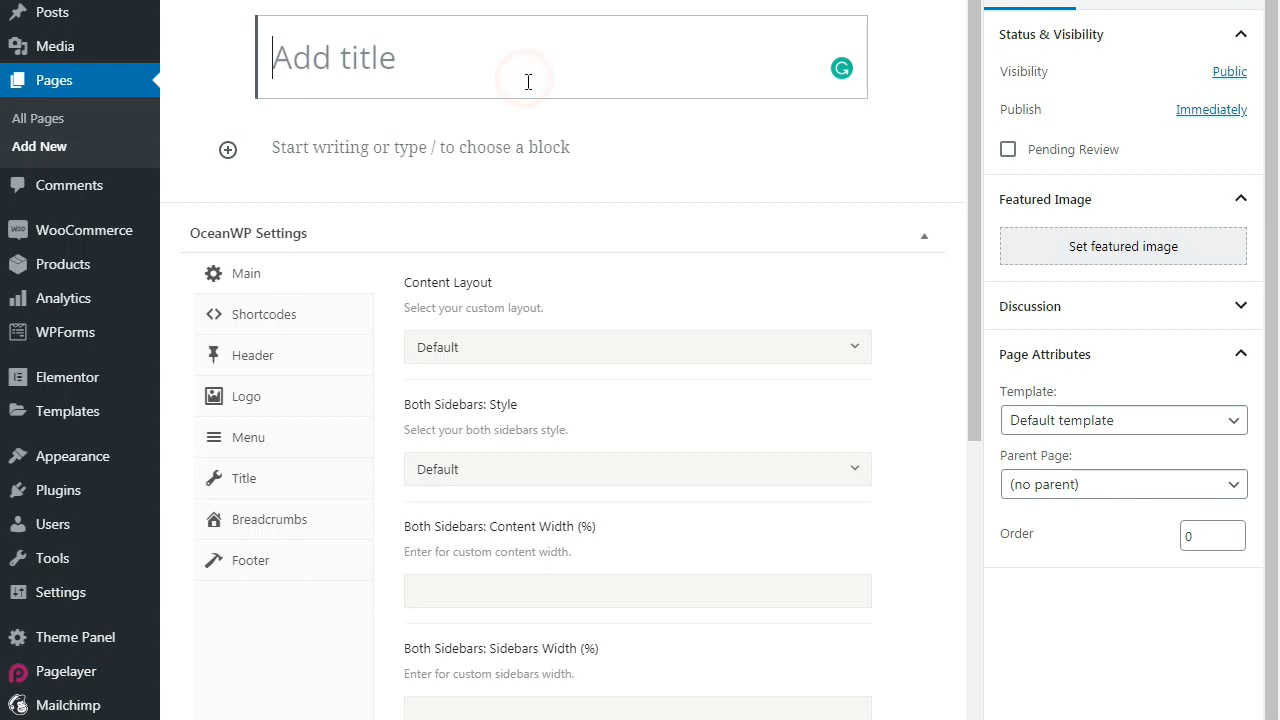 Posts
Media
Pages
All Pages
Add New
Comments
WooCommerce
Products
Analytics
WPForms
Elementor
Templates
Appearance
Plugins
Users
Tools
Settings
Theme Panel
Pagelayer
Mailchimp
Add title
Start writing or type / to choose a block
OceanWP Settings
Main
Shortcodes
Header
Logo
Menu
Title
Breadcrumbs
Footer
Content Layout
Select your custom layout.
Default
Both Sidebars: Style
Select your both sidebars style.
Default
Both Sidebars: Content Width (%)
Enter for custom content width.
Both Sidebars: Sidebars Width (%)
Enter for custom sidebars width.
Status & Visibility
Visibility Public
Publish Immediately
Pending Review
Featured Image
Set featured image
Discussion
Page Attributes
Template:
Default template
Parent Page:
(no parent)
Order 0